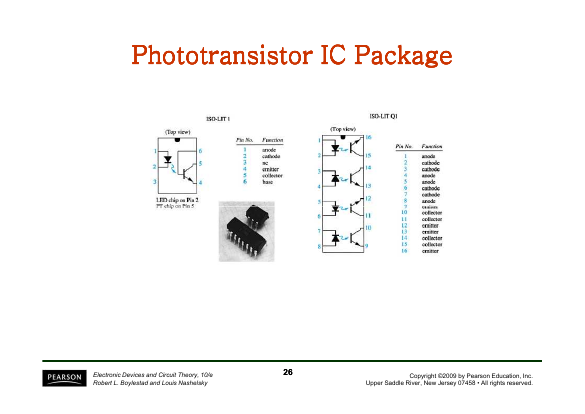 Phototransistor IC Package
ISO-LIT 1
(Top view)
1
2
3
6
5
4
LED chip on Pin 2
PT chip on Pin 5
Pin No. Function
1 anode
2 cathode
3 nc
4 emitter
5 collector
6 base
ISO-LIT Q1
(Top view)
1
2
3
4
5
6
7
8
16
15
14
13
12
11
10
9
Pin No. Function
1 anode
2 cathode
3 cathode
4 anode
5 anode
6 cathode
7 cathode
8 anode
9 emitter
10 collector
11 collector
12 emitter
13 emitter
14 collector
15 collector
16 emitter
PEARSON
Electronic Devices and Circuit Theory, 10/e
Robert L. Boylestad and Louis Nashelsky
26
Copyright ©2009 by Pearson Education, Inc.
Upper Saddle River, New Jersey 07458 • All rights reserved.